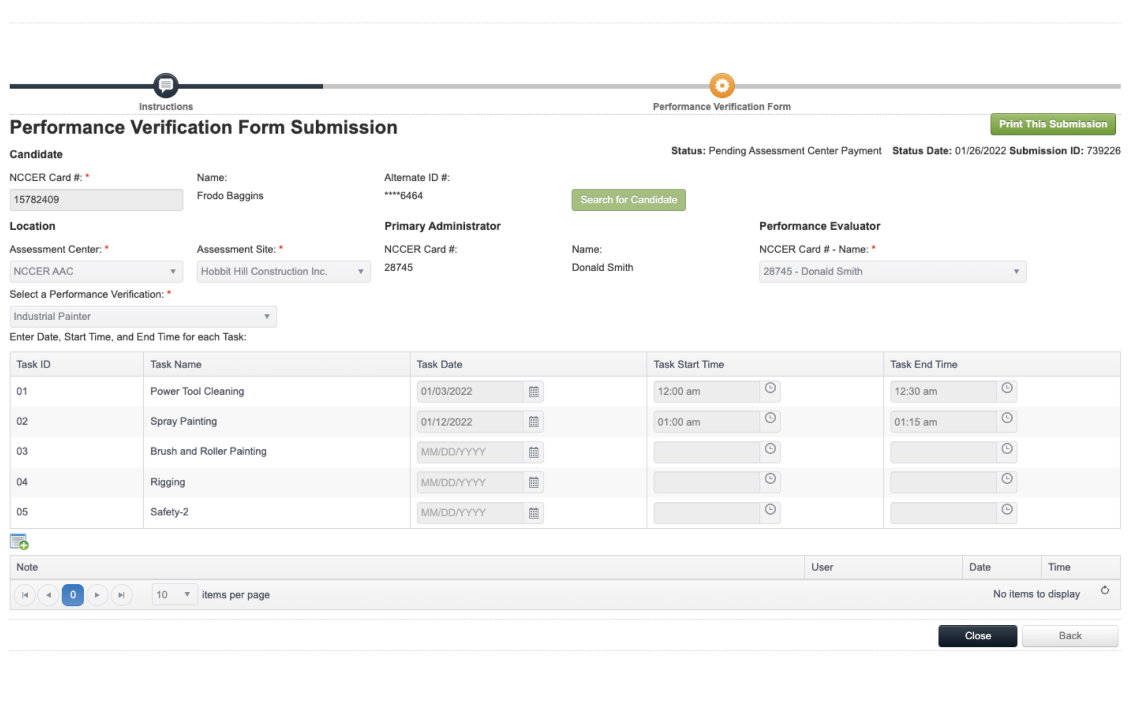 Instructions
Performance Verification Form
Performance Verification Form Submission
Print This Submission
Candidate
Status: Pending Assessment Center Payment Status Date: 01/26/2022 Submission ID: 739226
NCCER Card #: * Name: Alternate ID #:
15782409 Frodo Baggins ****6464 Search for Candidate
Location Primary Administrator Performance Evaluator
Assessment Center: * Assessment Site: * NCCER Card #: Name: NCCER Card # - Name: *
NCCER AAC Hobbit Hill Construction Inc. 28745 Donald Smith 28745 - Donald Smith
Select a Performance Verification: *
Industrial Painter
Enter Date, Start Time, and End Time for each Task:
Task ID Task Name Task Date Task Start Time Task End Time
01 Power Tool Cleaning 01/03/2022 12:00 am 12:30 am
02 Spray Painting 01/12/2022 01:00 am 01:15 am
03 Brush and Roller Painting MM/DD/YYYY
04 Rigging MM/DD/YYYY
05 Safety-2 MM/DD/YYYY
Note User Date Time
0 10 items per page No items to display
Close Back